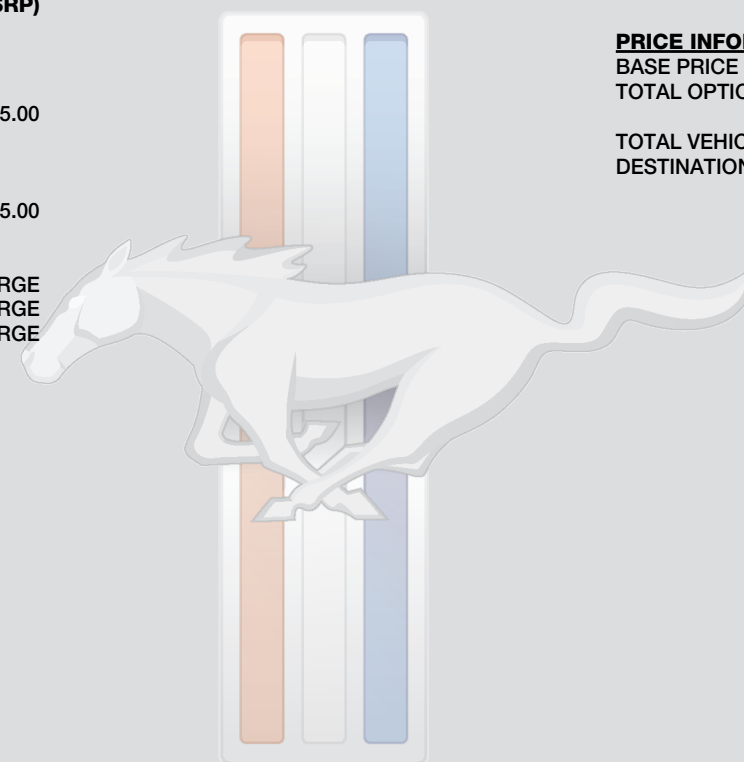 SRP)
5.00
5.00
RGE
RGE
RGE
PRICE INFO
BASE PRICE
TOTAL OPTIO
TOTAL VEHIC
DESTINATION